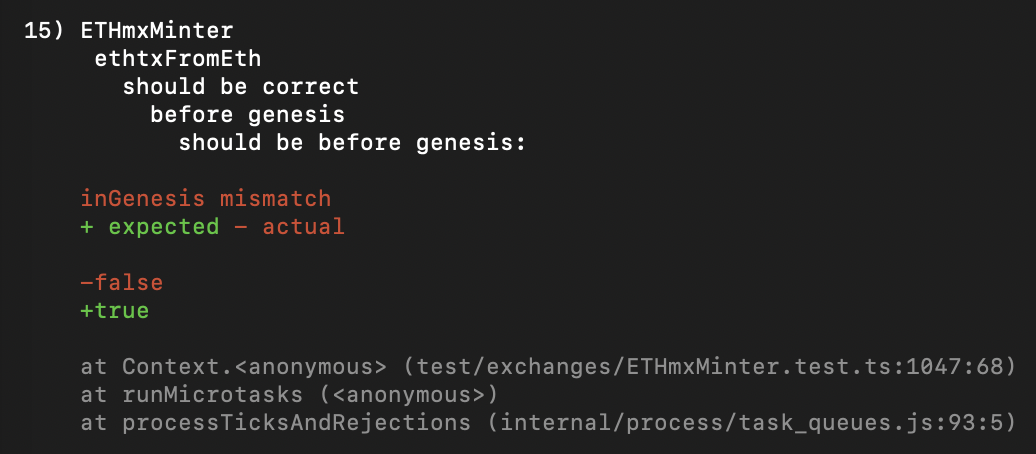 15) ETHmxMinter
ethtxFromEth
should be correct
before genesis
should be before genesis:
inGenesis mismatch
+ expected - actual
-false
+true
at Context.<anonymous> (test/exchanges/ETHmxMinter.test.ts:1047:68)
at runMicrotasks (<anonymous>)
at processTicksAndRejections (internal/process/task_queues.js:93:5)